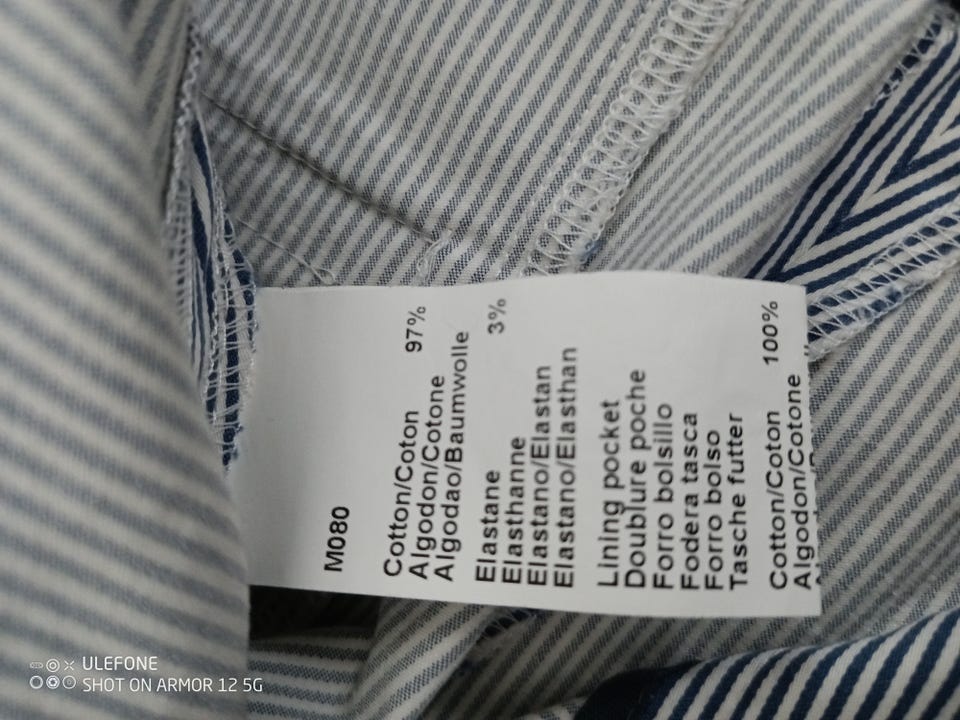 M080
Cotton/Coton 97%
Algodon/Cotone
Algodao/Baumwolle
Elastane 3%
Elasthanne
Elastano/Elastan
Elastano/Elasthan
Lining pocket
Doublure poche
Forro bolsillo
Fodera tasca
Forro bolso
Tasche futter
Cotton/Coton 100%
Algodon/Cotone
ULEFONE
SHOT ON ARMOR 12 5G